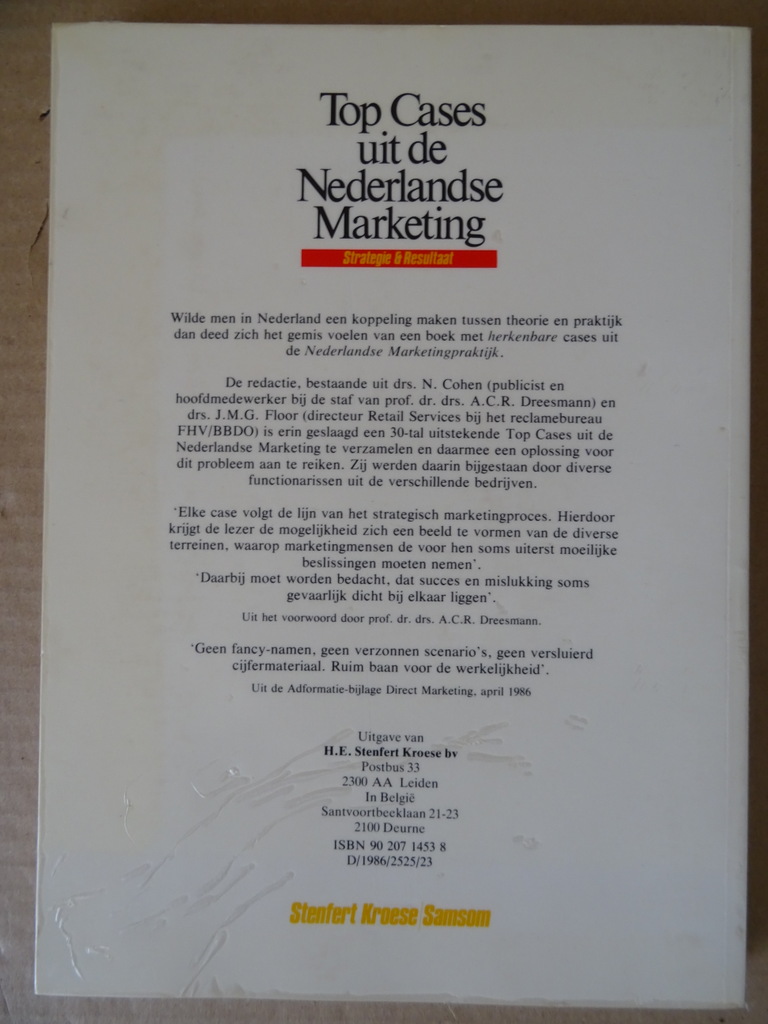 Top Cases
uit de
Nederlandse
Marketing
Strategie & Resultaat
Wilde men in Nederland een koppeling maken tussen theorie en praktijk
dan deed zich het gemis voelen van een boek met herkenbare cases uit
de Nederlandse Marketingpraktijk.
De redactie, bestaande uit drs. N. Cohen (publicist en
hoofdmedewerker bij de staf van prof. dr. drs. A.C.R. Dreesmann) en
drs. J.M.G. Floor (directeur Retail Services bij het reclamebureau
FHV/BBDO) is erin geslaagd een 30-tal uitstekende Top Cases uit de
Nederlandse Marketing te verzamelen en daarmee een oplossing voor
dit probleem aan te reiken. Zij werden daarin bijgestaan door diverse
functionarissen uit de verschillende bedrijven.
‘Elke case volgt de lijn van het strategisch marketingproces. Hierdoor
krijgt de lezer de mogelijkheid zich een beeld te vormen van de diverse
terreinen, waarop marketingmensen de voor hen soms uiterst moeilijke
beslissingen moeten nemen’.
‘Daarbij moet worden bedacht, dat succes en mislukking soms
gevaarlijk dicht bij elkaar liggen’.
Uit het voorwoord door prof. dr. drs. A.C.R. Dreesmann.
‘Geen fancy-namen, geen verzonnen scenario’s, geen versluierd
cijfermateriaal. Ruim baan voor de werkelijkheid’.
Uit de Adformatie-bijlage Direct Marketing, april 1986
Uitgave van
H.E. Stenfert Kroese bv
Postbus 33
2300 AA Leiden
In België
Santvoortbeeklaan 21-23
2100 Deurne
ISBN 90 207 1453 8
D/1986/2525/23
Stenfert Kroese/Samsom